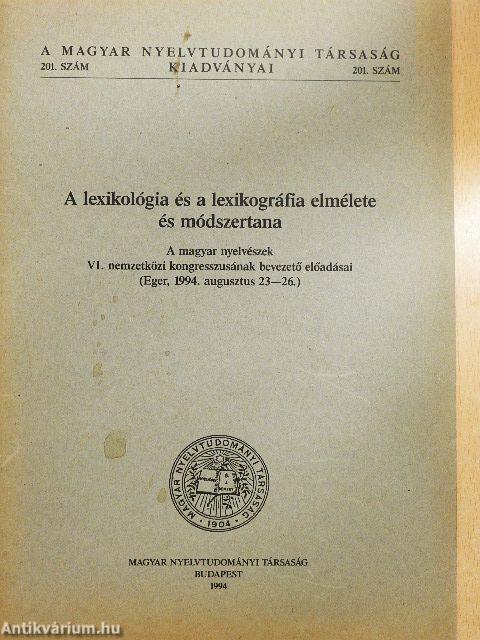 A MAGYAR NYELVTUDOMÁNYI TÁRSASÁG
201. SZÁM KIADVÁNYAI 201. SZÁM
A lexikológia és a lexikográfia elmélete
és módszertana
A magyar nyelvészek
VI. nemzetközi kongresszusának bevezető előadásai
(Eger, 1994. augusztus 23—26.)
MAGYAR NYELVTUDOMÁNYI TÁRSASÁG
• 1904 •
MAGYAR NYELVTUDOMÁNYI TÁRSASÁG
BUDAPEST
1994
Antikvárium.hu